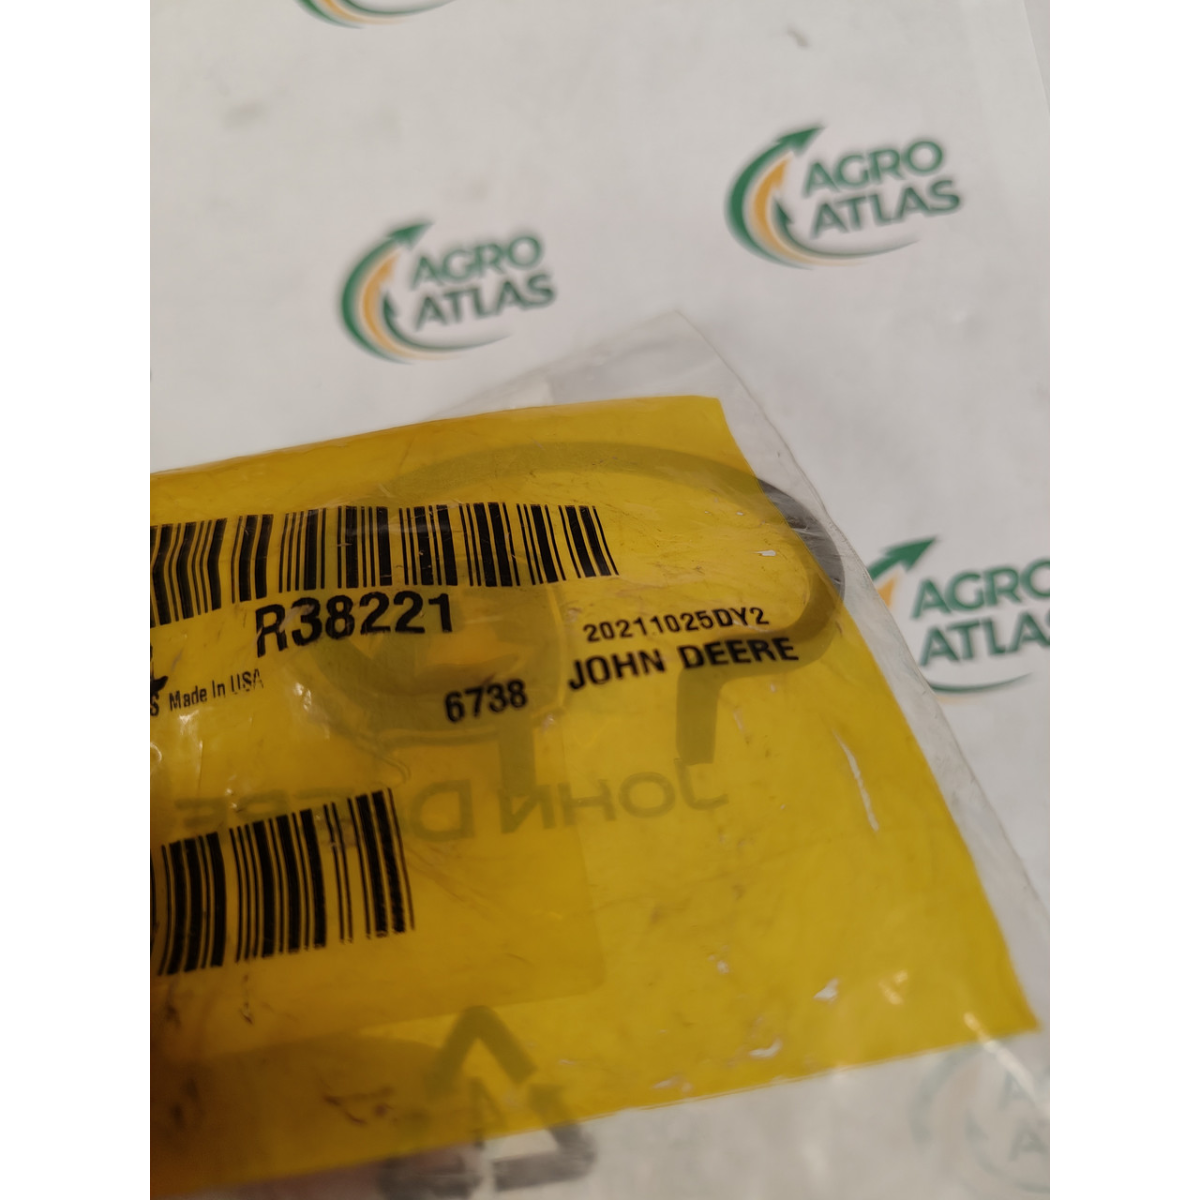 AGRO
ATLAS
AGRO
ATLAS
AGRO
ATLAS
R38221
20211025DY2
Made In USA
6738
JOHN DEERE
JOHN DEERE